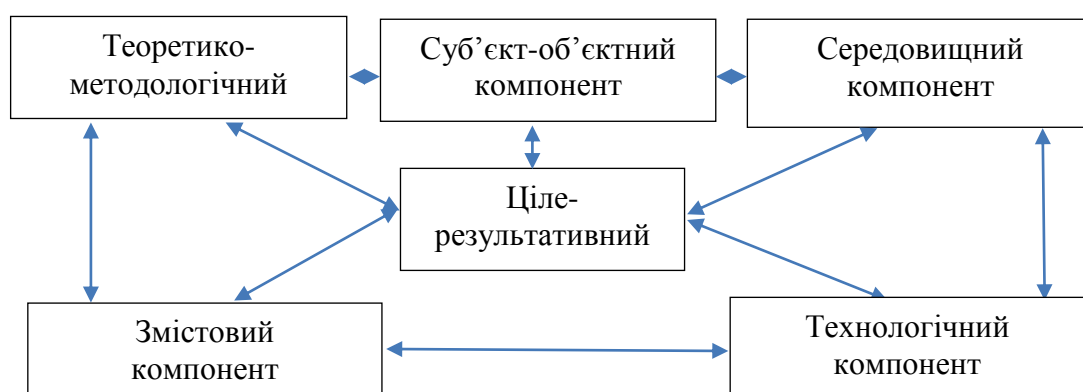 Теоретико-
методологічний
Суб’єкт-об’єктний
компонент
Середовищний
компонент
Ціле-
результативний
Змістовий
компонент
Технологічний
компонент